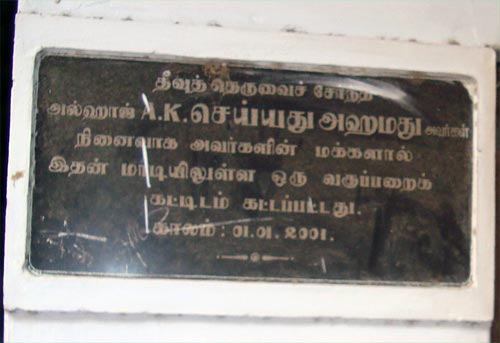 தீவுத் தெருவைச் சேர்ந்த
அல்ஹாஜ் A.K.செய்யது அஹமது அவர்கள்
நினைவாக அவர்களின் மக்களால்
இதன் மாடியிலுள்ள ஒரு வகுப்பறைக்
கட்டிடம் கட்டப்பட்டது.
காலம் : 01.01.2001.